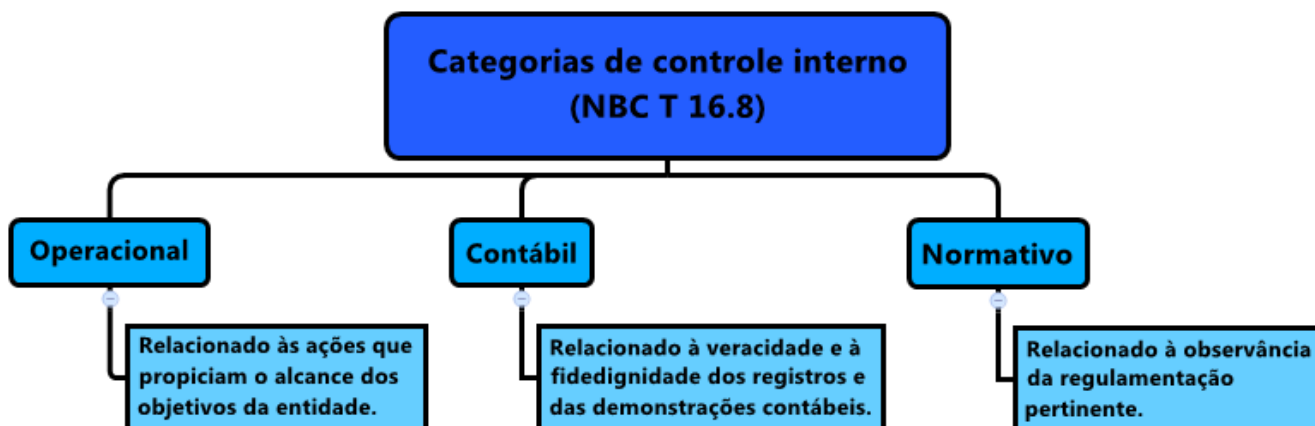 Categorias de controle interno
(NBC T 16.8)
Operacional
Relacionado às ações que
propiciam o alcance dos
objetivos da entidade.
Contábil
Relacionado à veracidade e à
fidedignidade dos registros e
das demonstrações contábeis.
Normativo
Relacionado à observância
da regulamentação
pertinente.